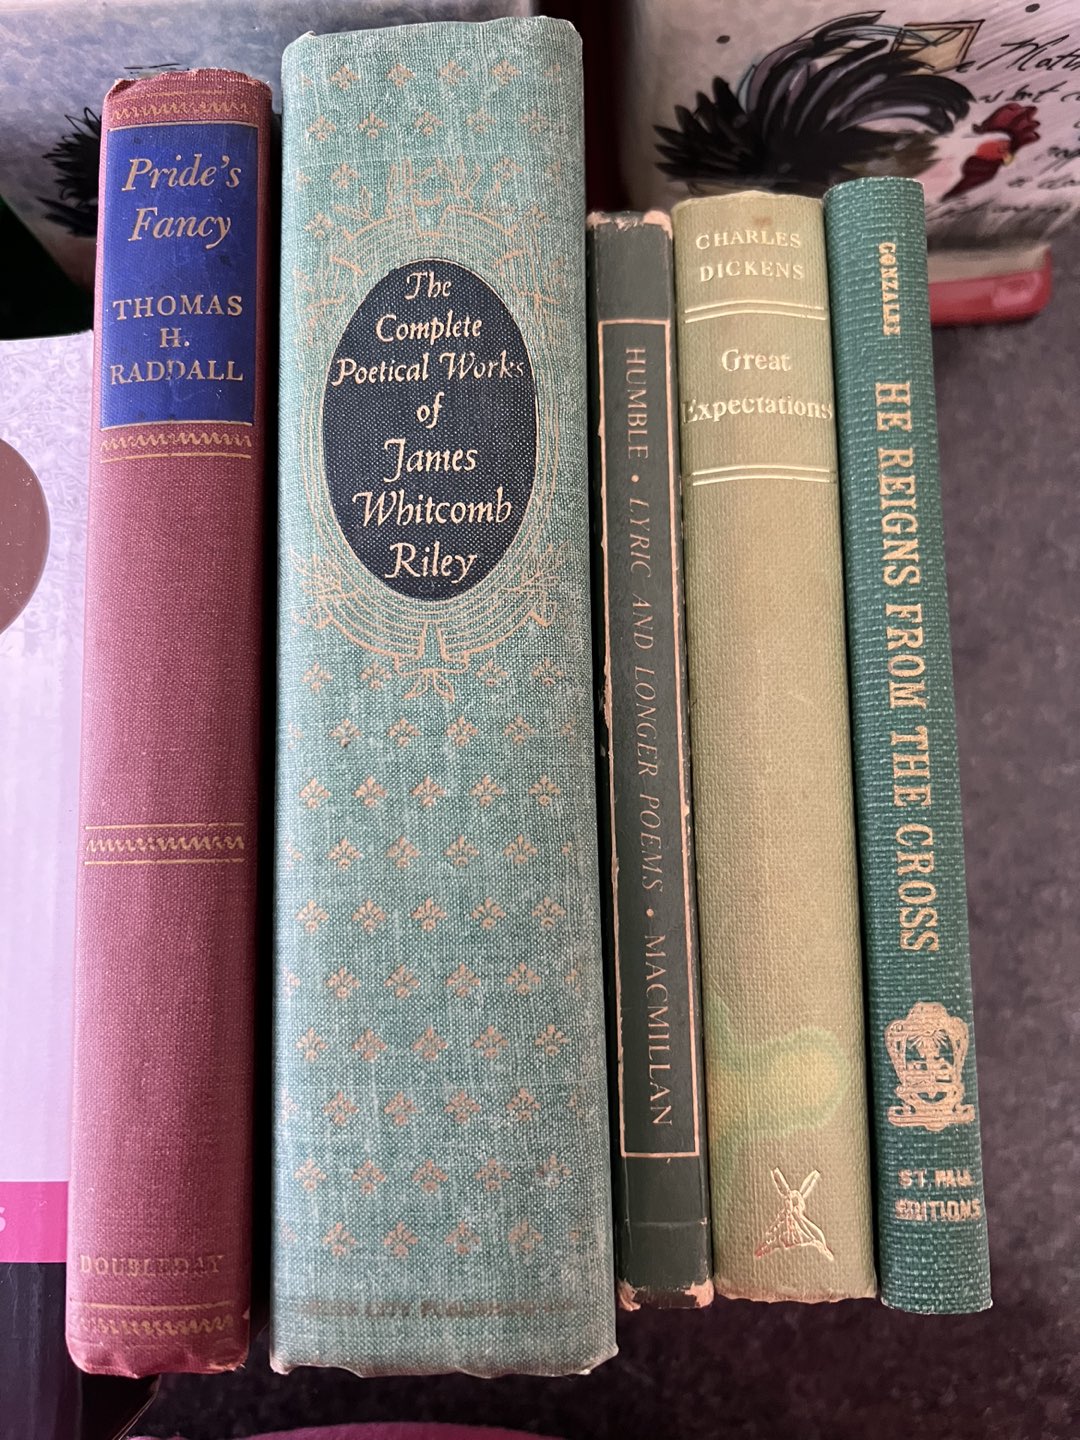 Pride's
Fancy
THOMAS
H.
RADDALL
DOUBLEDAY
The
Complete
Poetical Works
of
James
Whitcomb
Riley
HUMBLE • LYRIC AND LONGER POEMS • MACMILLAN
CHARLES
DICKENS
Great
Expectations
GONZALEZ
HE REIGNS FROM THE CROSS
ST. PAUL
EDITIONS